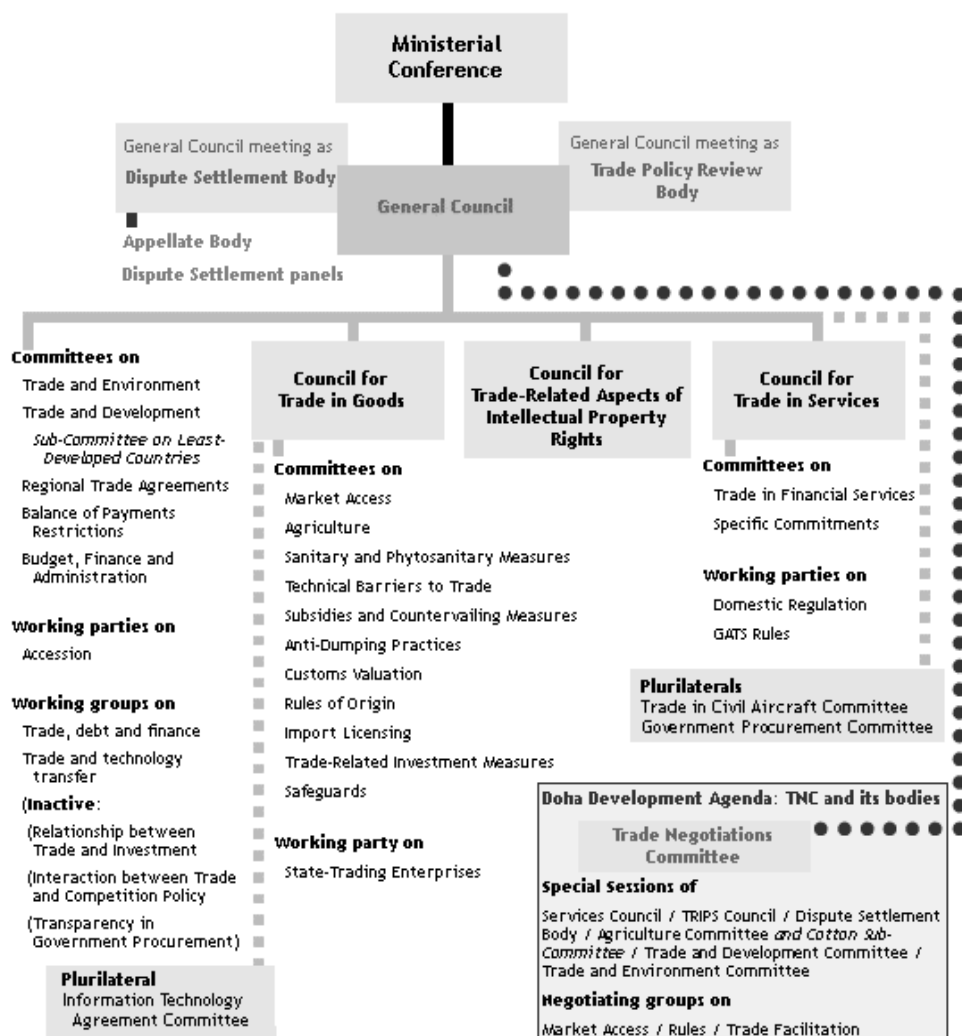 Ministerial
Conference
General Council meeting as
Dispute Settlement Body
General Council meeting as
Trade Policy Review
Body
General Council
Appellate Body
Dispute Settlement panels
Committees on
Trade and Environment
Trade and Development
Sub-Committee on Least-
Developed Countries
Regional Trade Agreements
Balance of Payments
Restrictions
Budget, Finance and
Administration
Working parties on
Accession
Working groups on
Trade, debt and finance
Trade and technology
transfer
(Inactive:
(Relationship between
Trade and Investment
(Interaction between Trade
and Competition Policy
(Transparency in
Government Procurement)
Plurilateral
Information Technology
Agreement Committee
Council for
Trade in Goods
Committees on
Market Access
Agriculture
Sanitary and Phytosanitary Measures
Technical Barriers to Trade
Subsidies and Countervailing Measures
Anti-Dumping Practices
Customs Valuation
Rules of Origin
Import Licensing
Trade-Related Investment Measures
Safeguards
Working party on
State-Trading Enterprises
Council for
Trade-Related Aspects of
Intellectual Property
Rights
Council for
Trade in Services
Committees on
Trade in Financial Services
Specific Commitments
Working parties on
Domestic Regulation
GATS Rules
Plurilaterals
Trade in Civil Aircraft Committee
Government Procurement Committee
Doha Development Agenda: TNC and its bodies
Trade Negotiations
Committee
Special Sessions of
Services Council / TRIPS Council / Dispute Settlement
Body / Agriculture Committee and Cotton Sub-
Committee / Trade and Development Committee /
Trade and Environment Committee
Negotiating groups on
Market Access / Rules / Trade Facilitation